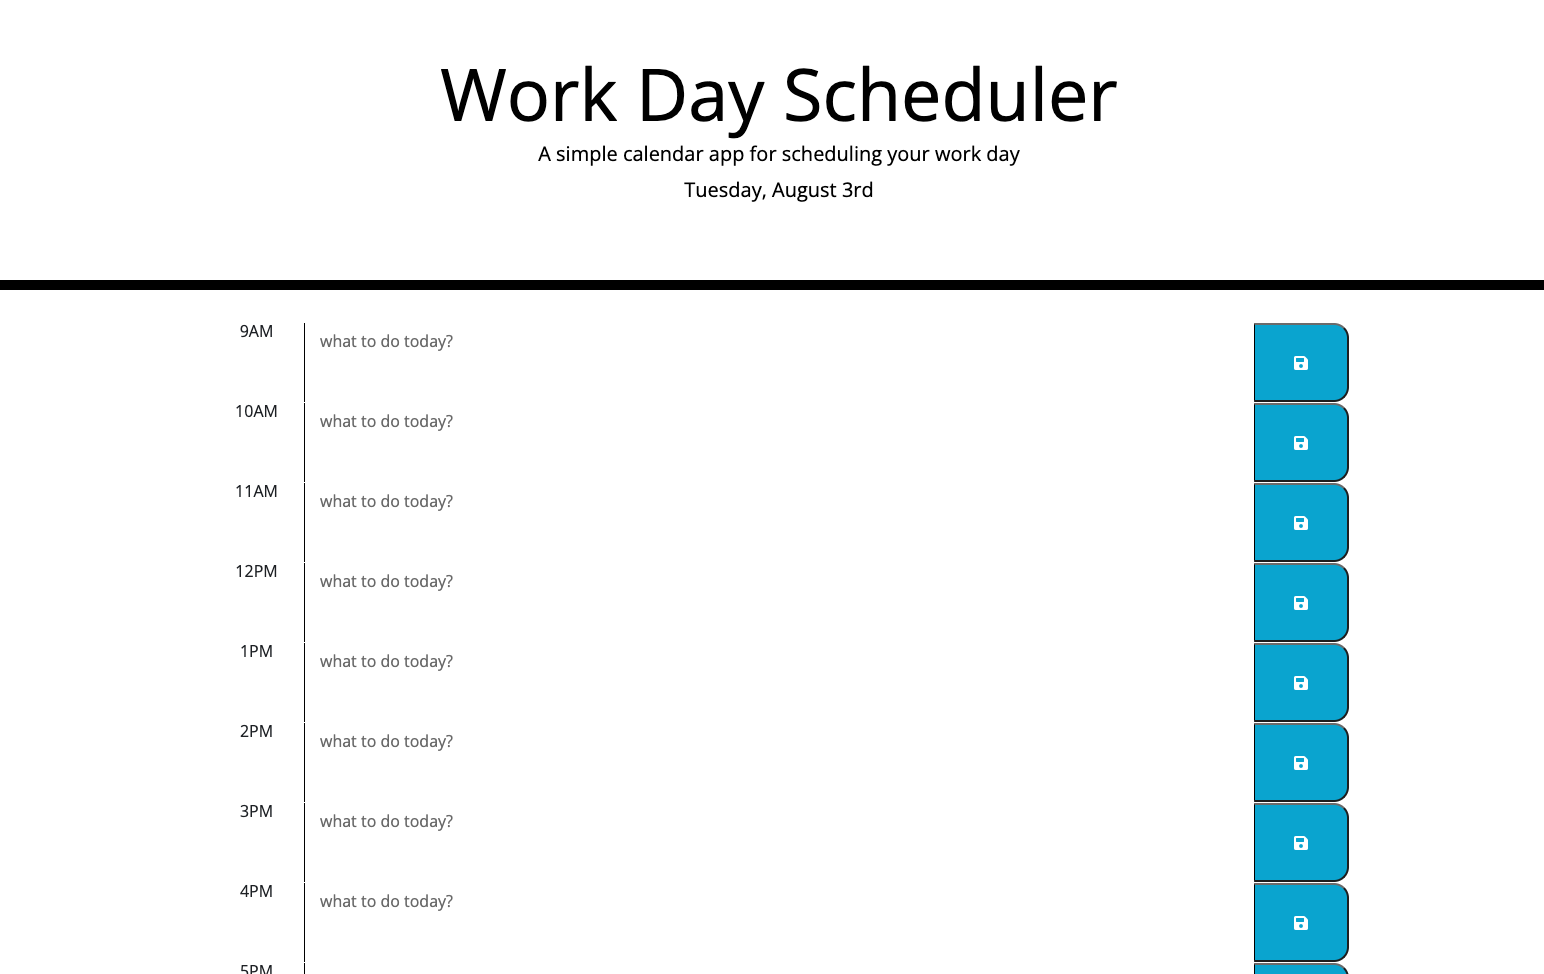 Work Day Scheduler
A simple calendar app for scheduling your work day
Tuesday, August 3rd
9AM
what to do today?
10AM
what to do today?
11AM
what to do today?
12PM
what to do today?
1PM
what to do today?
2PM
what to do today?
3PM
what to do today?
4PM
what to do today?
5PM